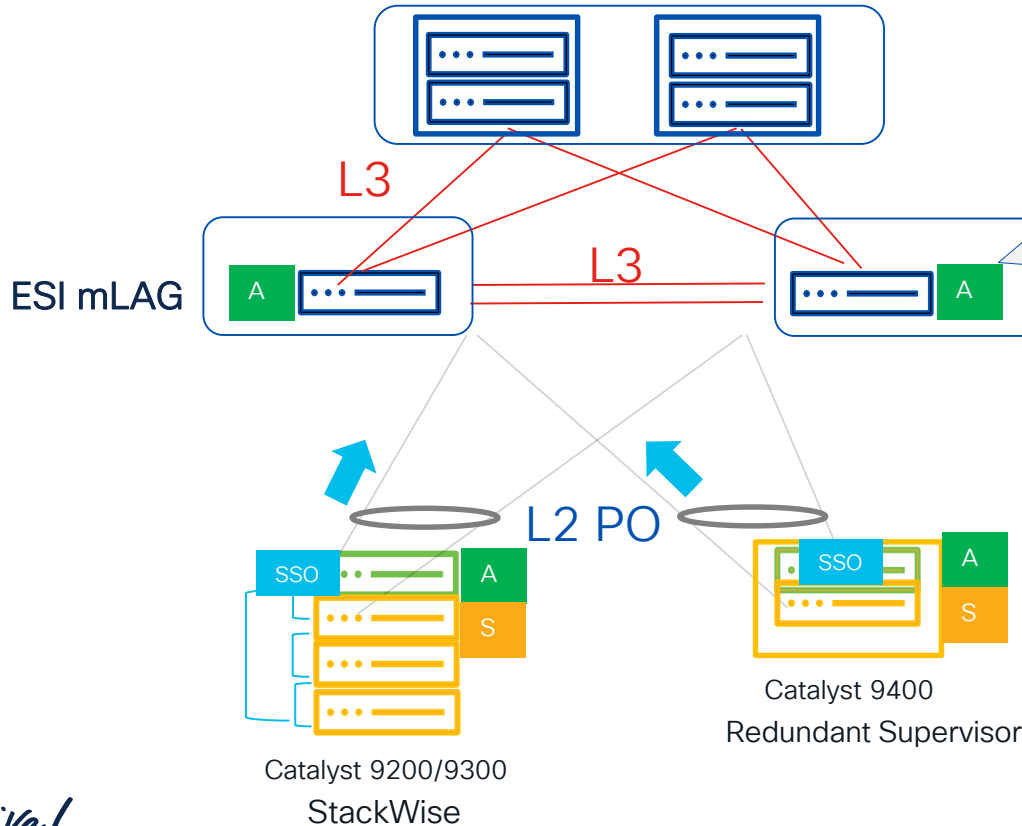 L3
L3
ESI mLAG
A
A
L2 PO
SSO
A
S
SSO
A
S
Catalyst 9400
Redundant Supervisor
Catalyst 9200/9300
StackWise